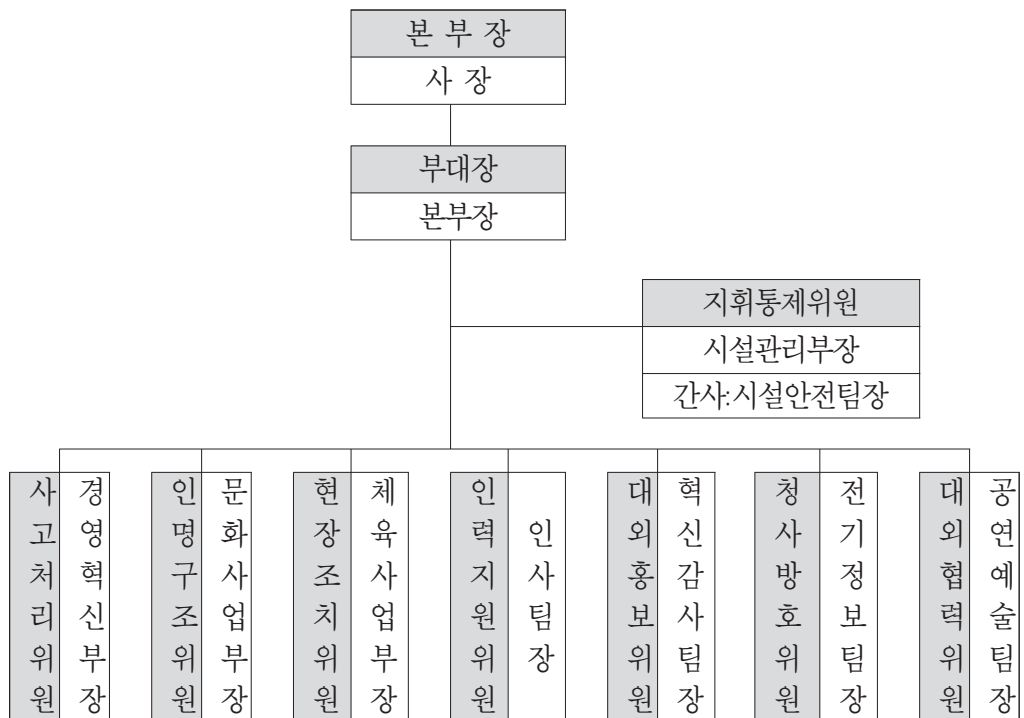 본 부 장
사 장
부대장
본부장
지휘통제위원
시설관리부장
간사:시설안전팀장
사고처리위원
경영혁신부장
인명구조위원
문화사업부장
현장조치위원
체육사업부장
인력지원위원
인사팀장
대외홍보위원
혁신감사팀장
청사방호위원
전기정보팀장
대외협력위원
공연예술팀장